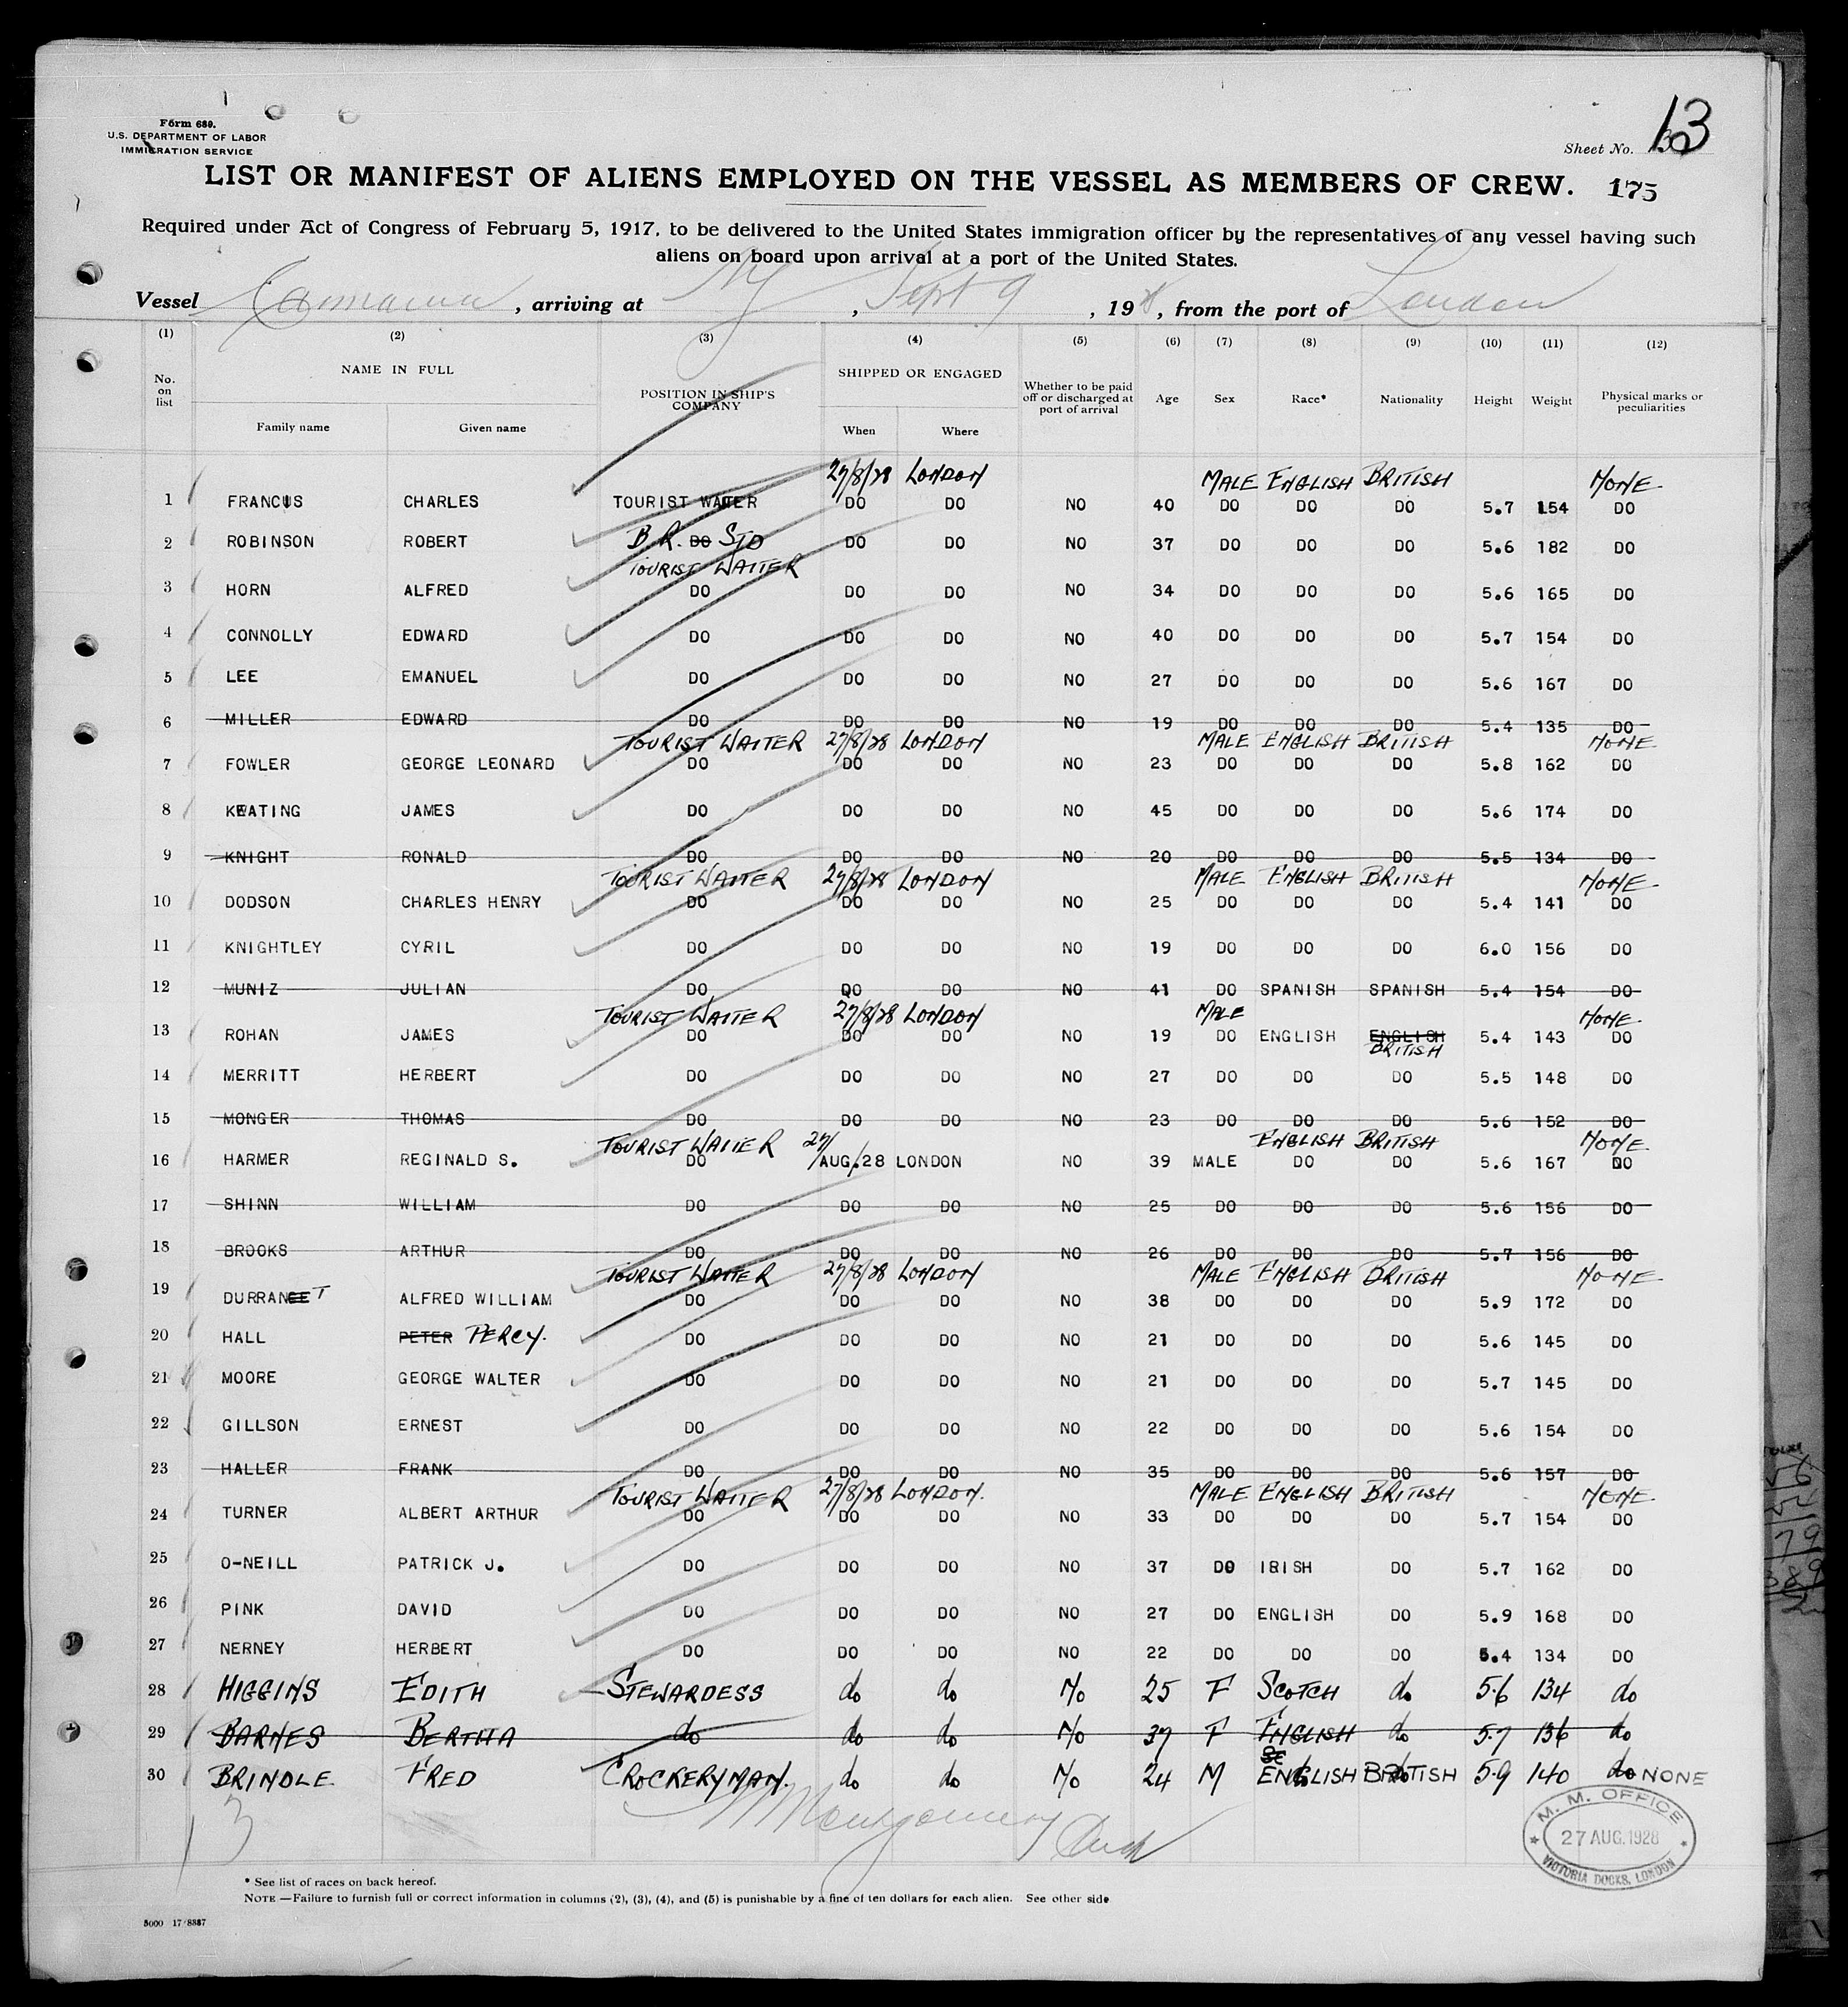 Form 689.
U.S. DEPARTMENT OF LABOR
IMMIGRATION SERVICE
Sheet No. 13
LIST OR MANIFEST OF ALIENS EMPLOYED ON THE VESSEL AS MEMBERS OF CREW. 175
Required under Act of Congress of February 5, 1917, to be delivered to the United States immigration officer by the representatives of any vessel having such
aliens on board upon arrival at a port of the United States.
Vessel , arriving at NY , Sept 9 , 198 , from the port of London
(1) (2) (3) (4) (5) (6) (7) (8) (9) (10) (11) (12)
No. on list NAME IN FULL POSITION IN SHIP'S COMPANY SHIPPED OR ENGAGED Whether to be paid off or discharged at port of arrival Age Sex Race* Nationality Height Weight Physical marks or peculiarities
Family name Given name When Where
27/8/28 LONDON MALE ENGLISH BRITISH NONE
1 FRANCIS CHARLES TOURIST WAITER DO DO NO 40 DO DO DO 5.7 154 DO
2 ROBINSON ROBERT B.R. DO STD DO DO NO 37 DO DO DO 5.6 182 DO
TOURIST WAITER
3 HORN ALFRED DO DO DO NO 34 DO DO DO 5.6 165 DO
4 CONNOLLY EDWARD DO DO DO NO 40 DO DO DO 5.7 154 DO
5 LEE EMANUEL DO DO DO NO 27 DO DO DO 5.6 167 DO
6 MILLER EDWARD DO DO DO NO 19 DO DO DO 5.4 135 DO
TOURIST WAITER 27/8/28 LONDON MALE ENGLISH BRITISH NONE
7 FOWLER GEORGE LEONARD DO DO DO NO 23 DO DO DO 5.8 162 DO
8 KEATING JAMES DO DO DO NO 45 DO DO DO 5.6 174 DO
9 KNIGHT RONALD DO DO DO NO 20 DO DO DO 5.5 134 DO
TOURIST WAITER 27/8/28 LONDON MALE ENGLISH BRITISH NONE
10 DODSON CHARLES HENRY DO DO DO NO 25 DO DO DO 5.4 141 DO
11 KNIGHTLEY CYRIL DO DO DO NO 19 DO DO DO 6.0 156 DO
12 MUNIZ JULIAN DO DO DO NO 41 DO SPANISH SPANISH 5.4 154 DO
TOURIST WAITER 27/8/28 LONDON MALE NONE
13 ROHAN JAMES DO DO DO NO 19 DO ENGLISH ENGLISH 5.4 143 DO
BRITISH
14 MERRITT HERBERT DO DO DO NO 27 DO DO DO 5.5 148 DO
15 MONGER THOMAS DO DO DO NO 23 DO DO DO 5.6 152 DO
TOURIST WAITER 27/ ENGLISH BRITISH NONE
16 HARMER REGINALD S. DO /AUG./28 LONDON NO 39 MALE DO DO 5.6 167 DO
17 SHINN WILLIAM DO DO DO NO 25 DO DO DO 5.6 156 DO
18 BROOKS ARTHUR DO DO DO NO 26 DO DO DO 5.7 156 DO
TOURIST WAITER 27/8/28 LONDON MALE ENGLISH BRITISH NONE
19 DURRANCE T ALFRED WILLIAM DO DO DO NO 38 DO DO DO 5.9 172 DO
20 HALL PETER PERCY. DO DO DO NO 21 DO DO DO 5.6 145 DO
21 MOORE GEORGE WALTER DO DO DO NO 21 DO DO DO 5.7 145 DO
22 GILLSON ERNEST DO DO DO NO 22 DO DO DO 5.6 154 DO
23 HALLER FRANK DO DO DO NO 35 DO DO DO 5.6 157 DO
TOURIST WAITER 27/8/28 LONDON. MALE ENGLISH BRITISH NONE
24 TURNER ALBERT ARTHUR DO DO DO NO 33 DO DO DO 5.7 154 DO
25 O-NEILL PATRICK J. DO DO DO NO 37 DO IRISH DO 5.7 162 DO
26 PINK DAVID DO DO DO NO 27 DO ENGLISH DO 5.9 168 DO
27 NERNEY HERBERT DO DO DO NO 22 DO DO DO 5.4 134 DO
28 HIGGINS EDITH STEWARDESS do do No 25 F SCOTCH do 5.6 134 do
29 BARNES BERTHA do do do No 37 F ENGLISH do 5.7 136 do
30 BRINDLE FRED CROCKERYMAN. do do No 24 M ENGLISH BRITISH 5.9 140 do NONE
13 Montgomery
M. M. OFFICE
27 AUG. 1928
VICTORIA DOCKS, LONDON
* See list of races on back hereof.
NOTE —Failure to furnish full or correct information in columns (2), (3), (4), and (5) is punishable by a fine of ten dollars for each alien. See other side
5000 17/8887